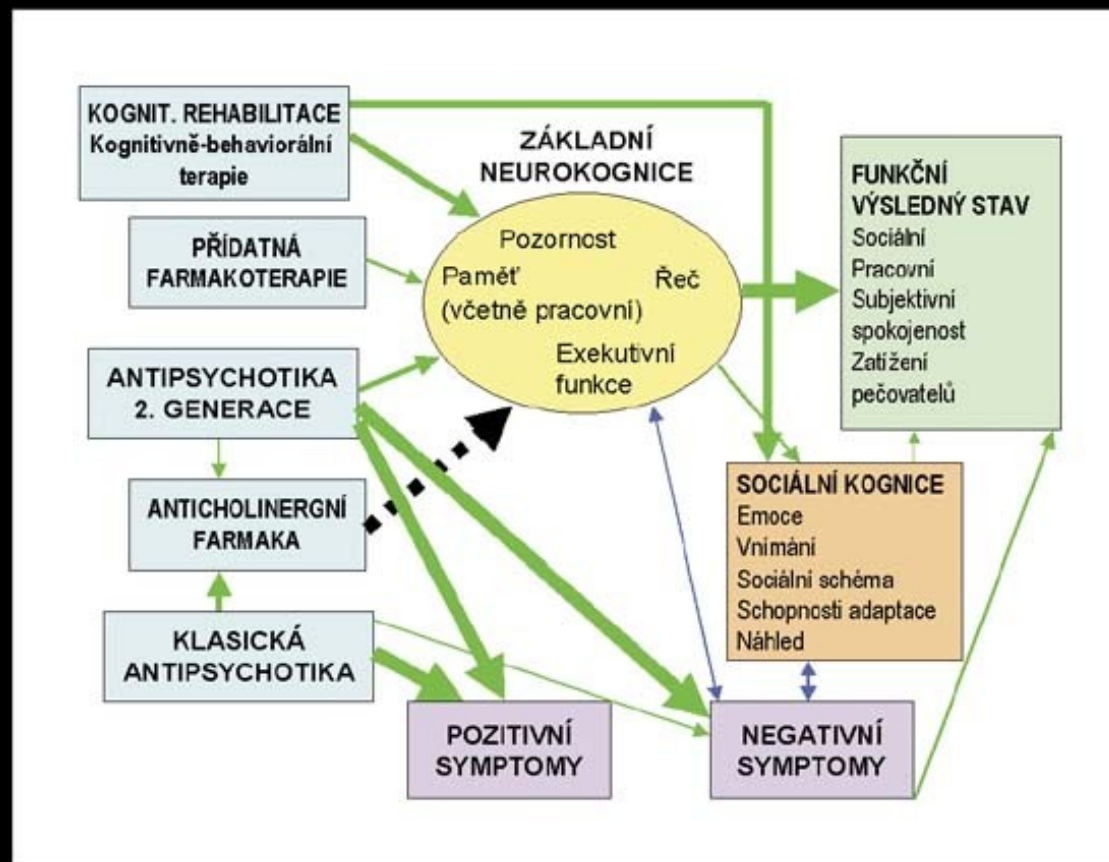 KOGNIT. REHABILITACE
Kognitivně-behaviorální
terapie
PŘÍDATNÁ
FARMAKOTERAPIE
ANTIPSYCHOTIKA
2. GENERACE
ANTICHOLINERGNÍ
FARMAKA
KLASICKÁ
ANTIPSYCHOTIKA
ZÁKLADNÍ
NEUROKOGNICE
Pozornost
Paměť
(včetně pracovní)
Řeč
Exekutivní
funkce
FUNKČNÍ
VÝSLEDNÝ STAV
Sociální
Pracovní
Subjektivní
spokojenost
Zatížení
pečovatelů
SOCIÁLNÍ KOGNICE
Emoce
Vnímání
Sociální schéma
Schopnosti adaptace
Náhled
POZITIVNÍ
SYMPTOMY
NEGATIVNÍ
SYMPTOMY